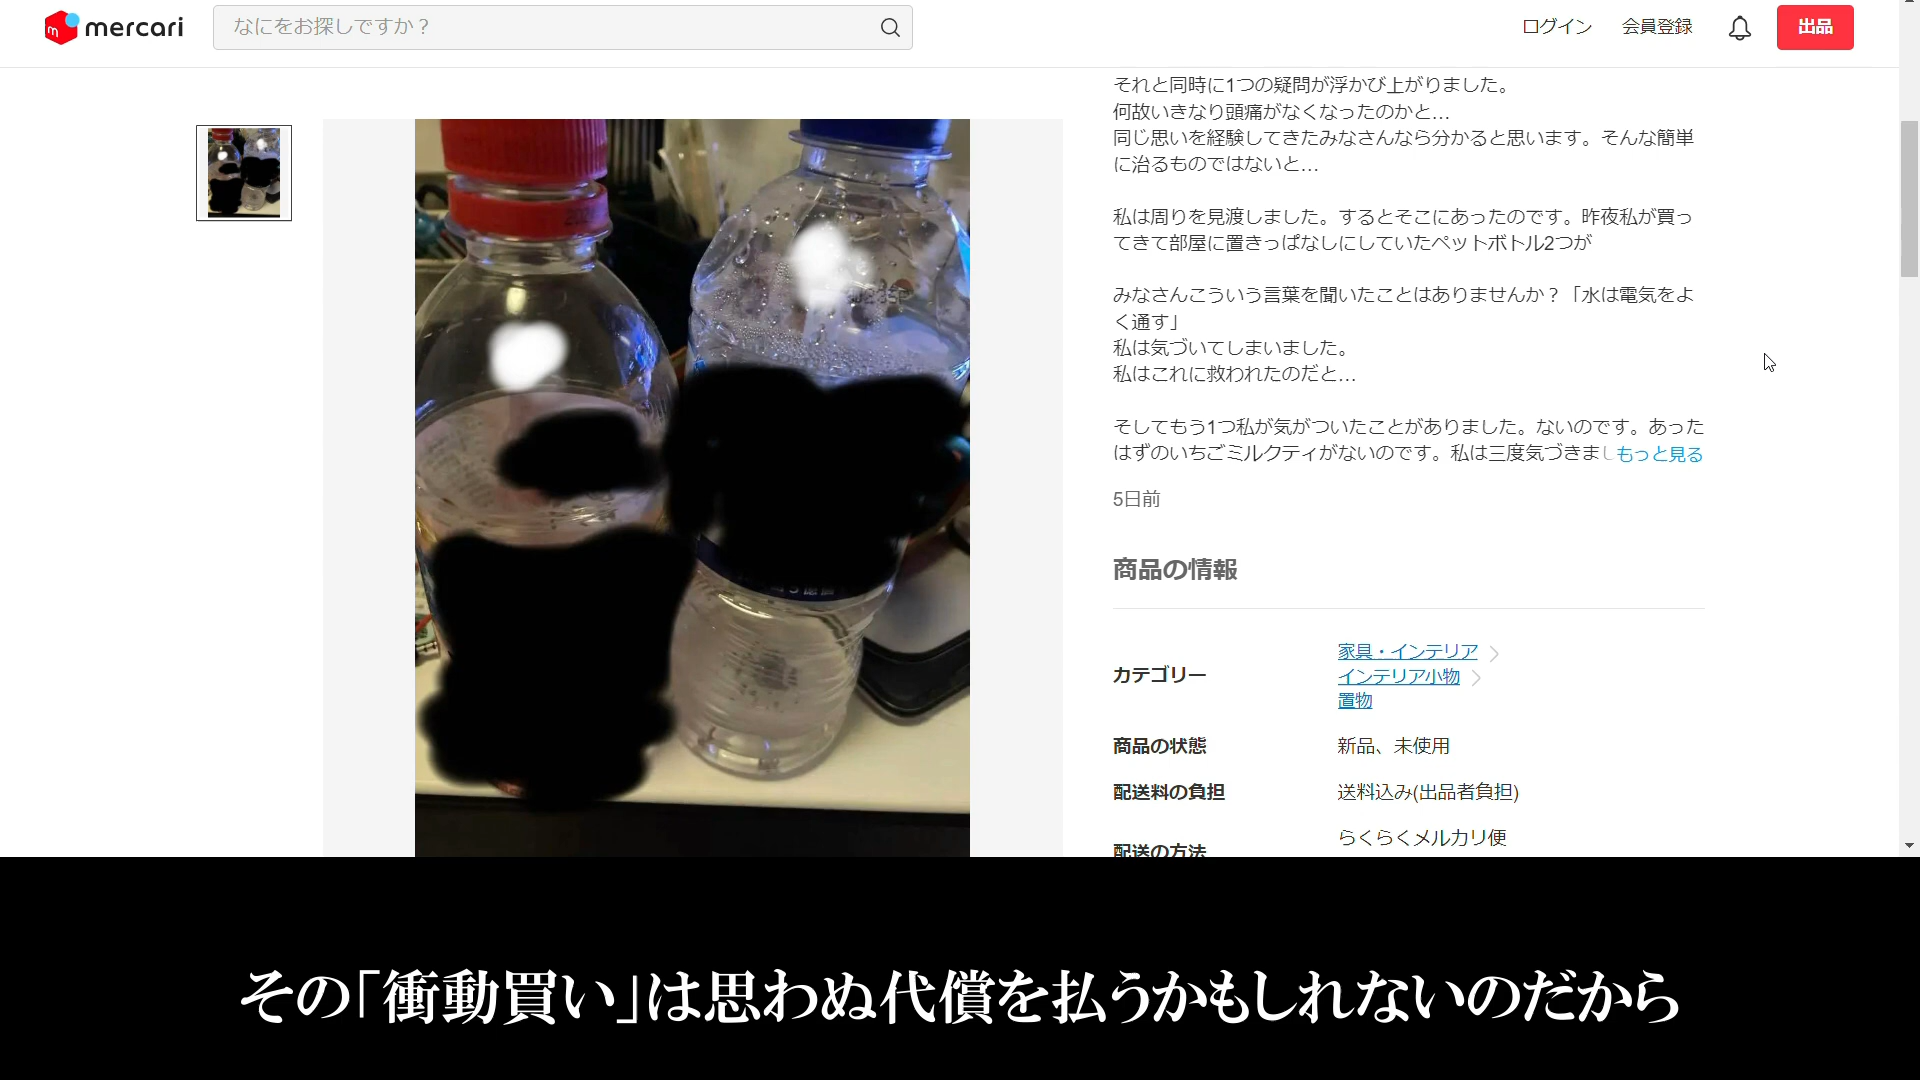 mercari
なにをお探しですか?
ログイン
会員登録
出品
それと同時に1つの疑問が浮かび上がりました。
何故いきなり頭痛がなくなったのかと…
同じ思いを経験してきたみなさんなら分かると思います。そんな簡単
に治るものではないと…
私は周りを見渡しました。するとそこにあったのです。昨夜私が買っ
てきて部屋に置きっぱなしにしていたペットボトル2つが
みなさんこういう言葉を聞いたことはありませんか?「水は電気をよ
く通す」
私は気づいてしまいました。
私はこれに救われたのだと…
そしてもう1つ私が気がついたことがありました。ないのです。あった
はずのいちごミルクティがないのです。私は三度気づきまし もっと見る
5日前
商品の情報
カテゴリー
家具・インテリア
インテリア小物
置物
商品の状態 新品、未使用
配送料の負担 送料込み(出品者負担)
配送の方法 らくらくメルカリ便
その「衝動買い」は思わぬ代償を払うかもしれないのだから